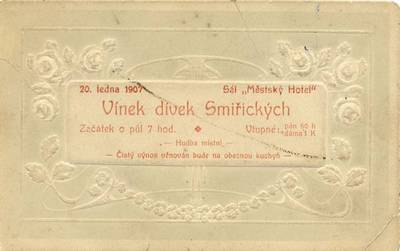 20. ledna 1907 Sál „Městský Hotel"
Vínek dívek Smiřických
Začátek o půl 7 hod. Vstupné: pán 60 h
dáma 1 K
— Hudba místní —
— Čistý výnos věnován bude na obecnou kuchyň —